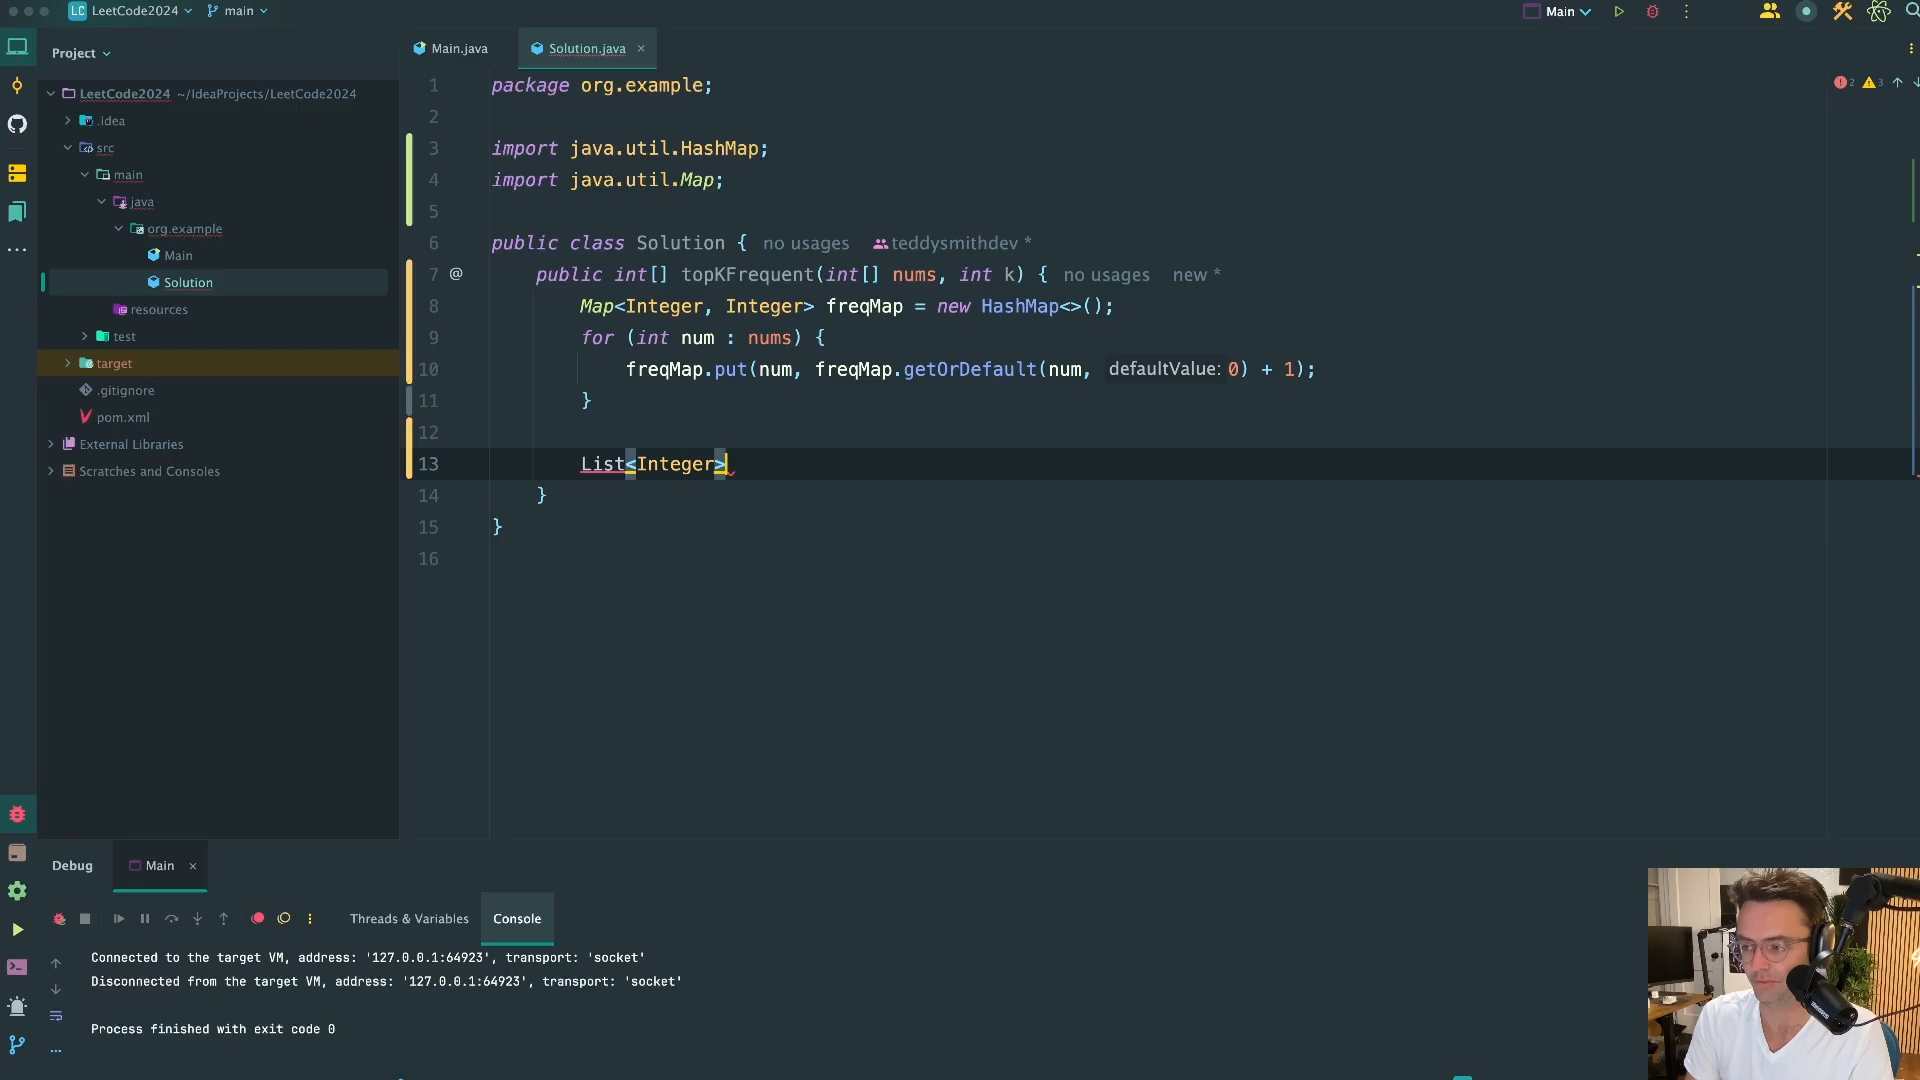 LC LeetCode2024 main
Main
Project
Main.java Solution.java
LeetCode2024 ~/IdeaProjects/LeetCode2024
.idea
src
main
java
org.example
Main
Solution
resources
test
target
.gitignore
pom.xml
External Libraries
Scratches and Consoles
2 3
1 package org.example;
2
3 import java.util.HashMap;
4 import java.util.Map;
5
6 public class Solution { no usages teddysmithdev *
7 @ public int[] topKFrequent(int[] nums, int k) { no usages new *
8 Map<Integer, Integer> freqMap = new HashMap<>();
9 for (int num : nums) {
10 freqMap.put(num, freqMap.getOrDefault(num, defaultValue: 0) + 1);
11 }
12
13 List<Integer>
14 }
15 }
16
Debug Main
Threads & Variables Console
Connected to the target VM, address: '127.0.0.1:64923', transport: 'socket'
Disconnected from the target VM, address: '127.0.0.1:64923', transport: 'socket'
Process finished with exit code 0